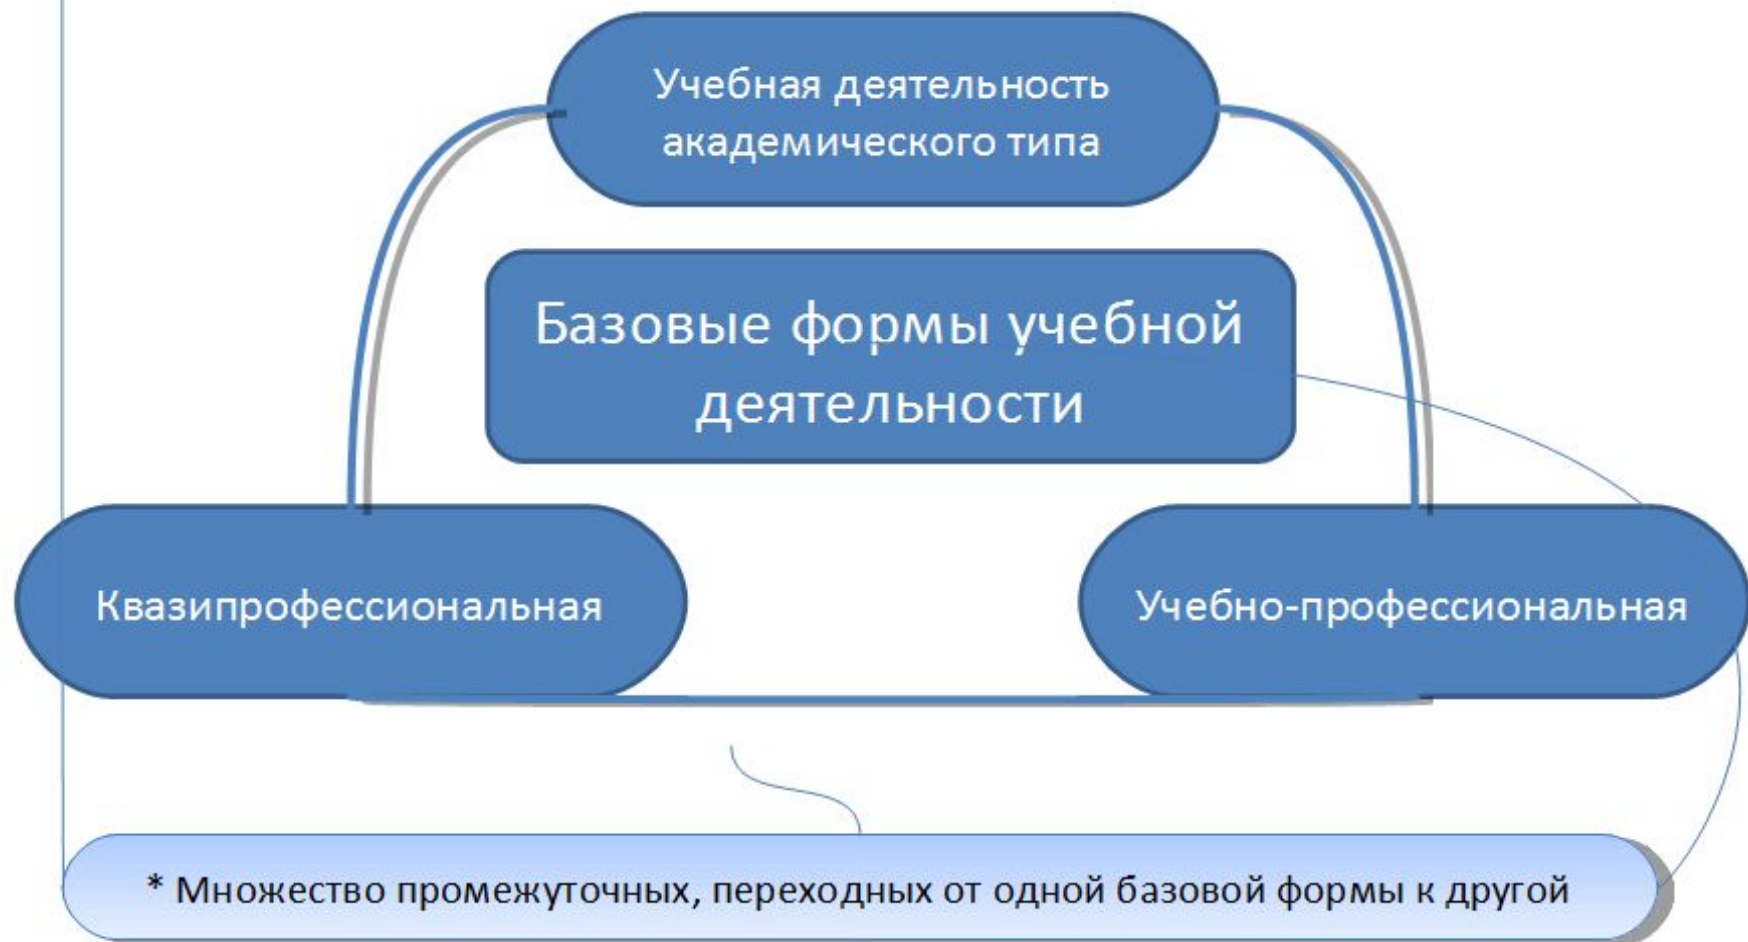 Учебная деятельность
академического типа
Базовые формы учебной
деятельности
Квазипрофессиональная
Учебно-профессиональная
* Множество промежуточных, переходных от одной базовой формы к другой